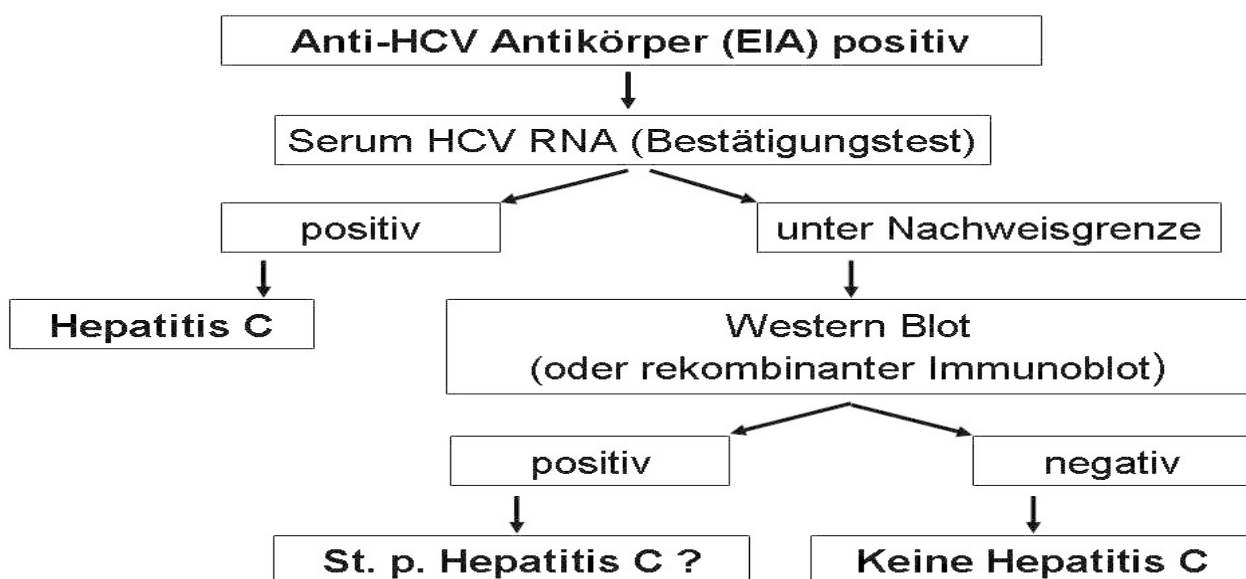 Anti-HCV Antikörper (EIA) positiv
Serum HCV RNA (Bestätigungstest)
positiv
unter Nachweisgrenze
Hepatitis C
Western Blot
(oder rekombinanter Immunoblot)
positiv
negativ
St. p. Hepatitis C ?
Keine Hepatitis C